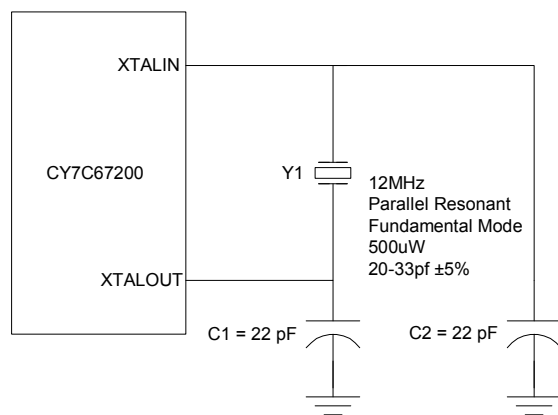 XTALIN
CY7C67200
Y1
12MHz
Parallel Resonant
Fundamental Mode
500uW
20-33pf ±5%
XTALOUT
C1 = 22 pF
C2 = 22 pF